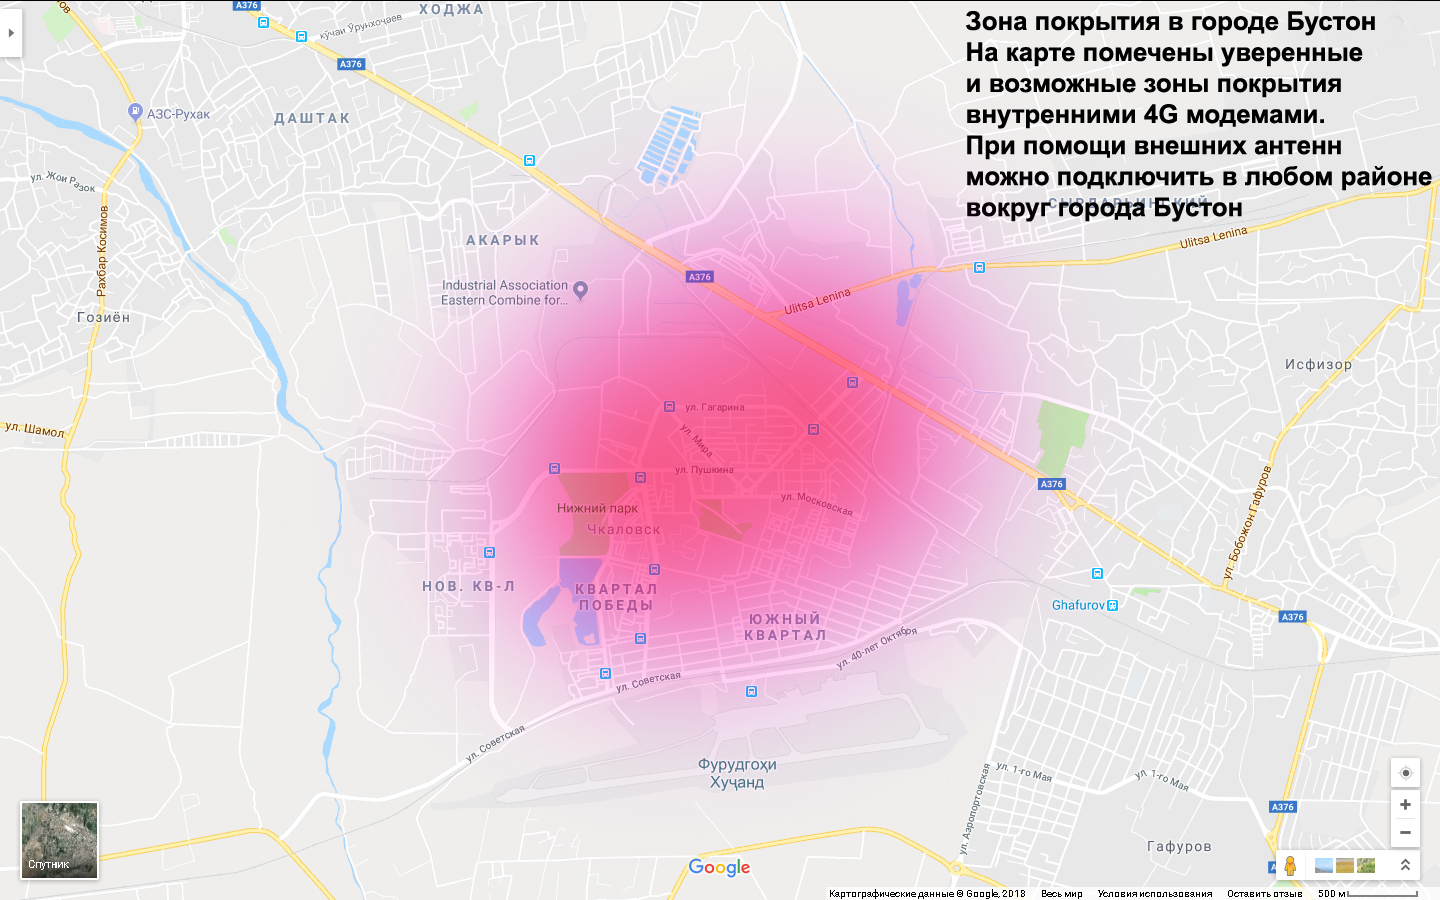 Зона покрытия в городе Бустон
На карте помечены уверенные
и возможные зоны покрытия
внутренними 4G модемами.
При помощи внешних антенн
можно подключить в любом районе
вокруг города Бустон
ХОДЖА
A376
кӯчаи Ӯрунхоҷаев
A376
АЗС-Рухак
ДАШТАК
ул. Жои Разок
Рахбар Косимов
АКАРЫК
Ulitsa Lenina
A376
Industrial Association
Eastern Combine for...
Ulitsa Lenina
Гозиён
Исфизор
ул. Гагарина
ул. Мира
ул. Шамол
ул. Пушкина
A376
ул. Московская
Нижний парк
Чкаловск
ул. Бобожон Гафуров
НОВ. КВ-Л
КВАРТАЛ
ПОБЕДЫ
Ghafurov
A376
ЮЖНЫЙ
КВАРТАЛ
ул. 40-лет Октября
ул. Советская
ул. Советская
Фурудгоҳи
Хуҷанд
ул. 1-го Мая
ул. 1-го Мая
ул. Аэропортовская
A376
Гафуров
Спутник
Google
Картографические данные © Google, 2018 Весь мир Условия использования Оставить отзыв 500 м